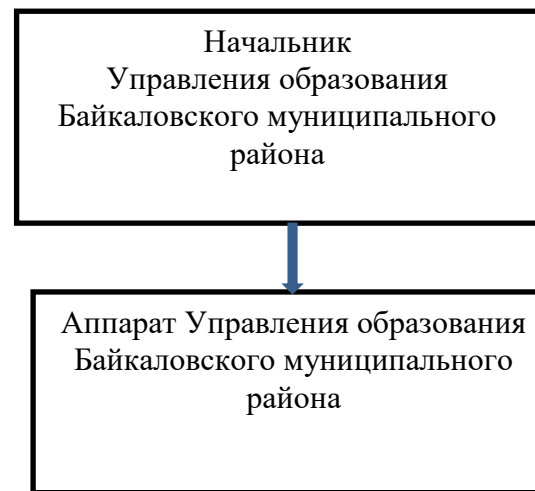 Начальник
Управления образования
Байкаловского муниципального
района
Аппарат Управления образования
Байкаловского муниципального
района